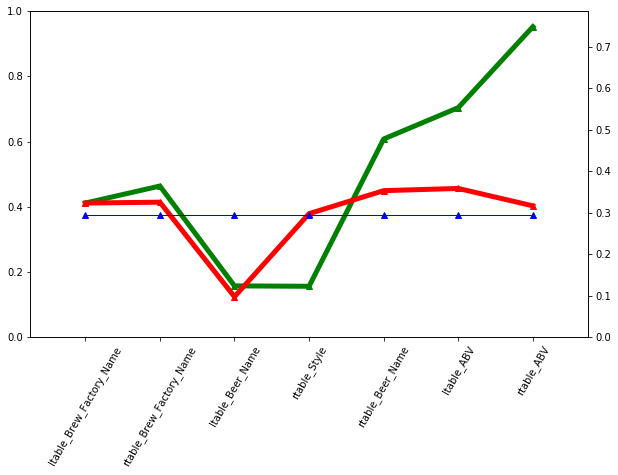 1.0
0.8
0.6
0.4
0.2
0.0
0.7
0.6
0.5
0.4
0.3
0.2
0.1
0.0
ltable_Brew_Factory_Name
rtable_Brew_Factory_Name
ltable_Beer_Name
rtable_Style
rtable_Beer_Name
ltable_ABV
rtable_ABV